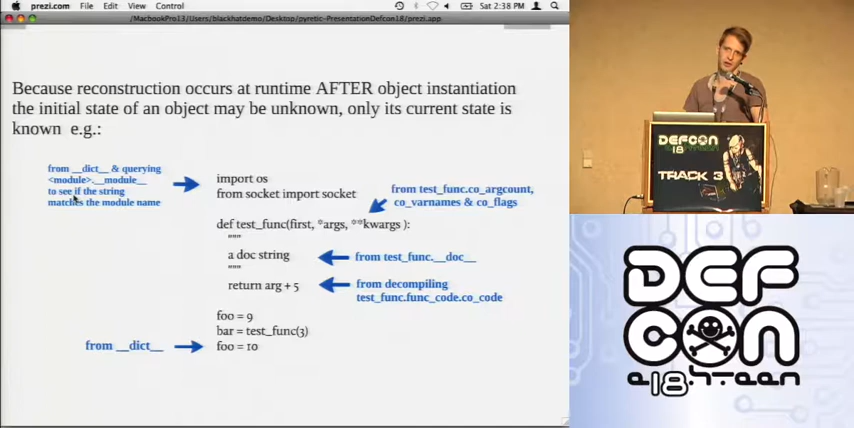 prezi.com File Edit View Control
Sat 2:38 PM
/MacbookPro13/Users/blackhatdemo/Desktop/pyretic-PresentationDefcon18/prezi.app
Because reconstruction occurs at runtime AFTER object instantiation
the initial state of an object may be unknown, only its current state is
known e.g.:
from __dict__ & querying
<module>.__module__
to see if the string
matches the module name
import os
from socket import socket
from test_func.co_argcount,
co_varnames & co_flags
def test_func(first, *args, **kwargs ):
"""
a doc string
from test_func.__doc__
"""
return arg + 5
from decompiling
test_func.func_code.co_code
foo = 9
bar = test_func(3)
from __dict__
foo = 10
DEFCON
18
TRACK 3
DEF
CON
18